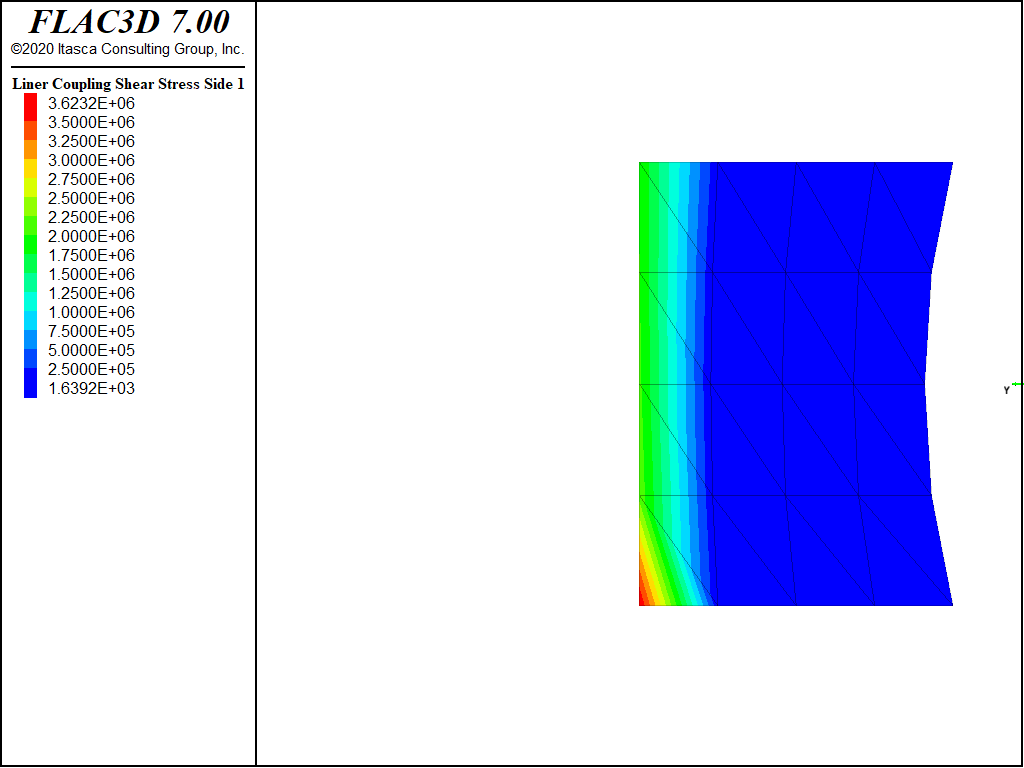 FLAC3D 7.00
©2020 Itasca Consulting Group, Inc.
Liner Coupling Shear Stress Side 1
3.6232E+06
3.5000E+06
3.2500E+06
3.0000E+06
2.7500E+06
2.5000E+06
2.2500E+06
2.0000E+06
1.7500E+06
1.5000E+06
1.2500E+06
1.0000E+06
7.5000E+05
5.0000E+05
2.5000E+05
1.6392E+03
Y